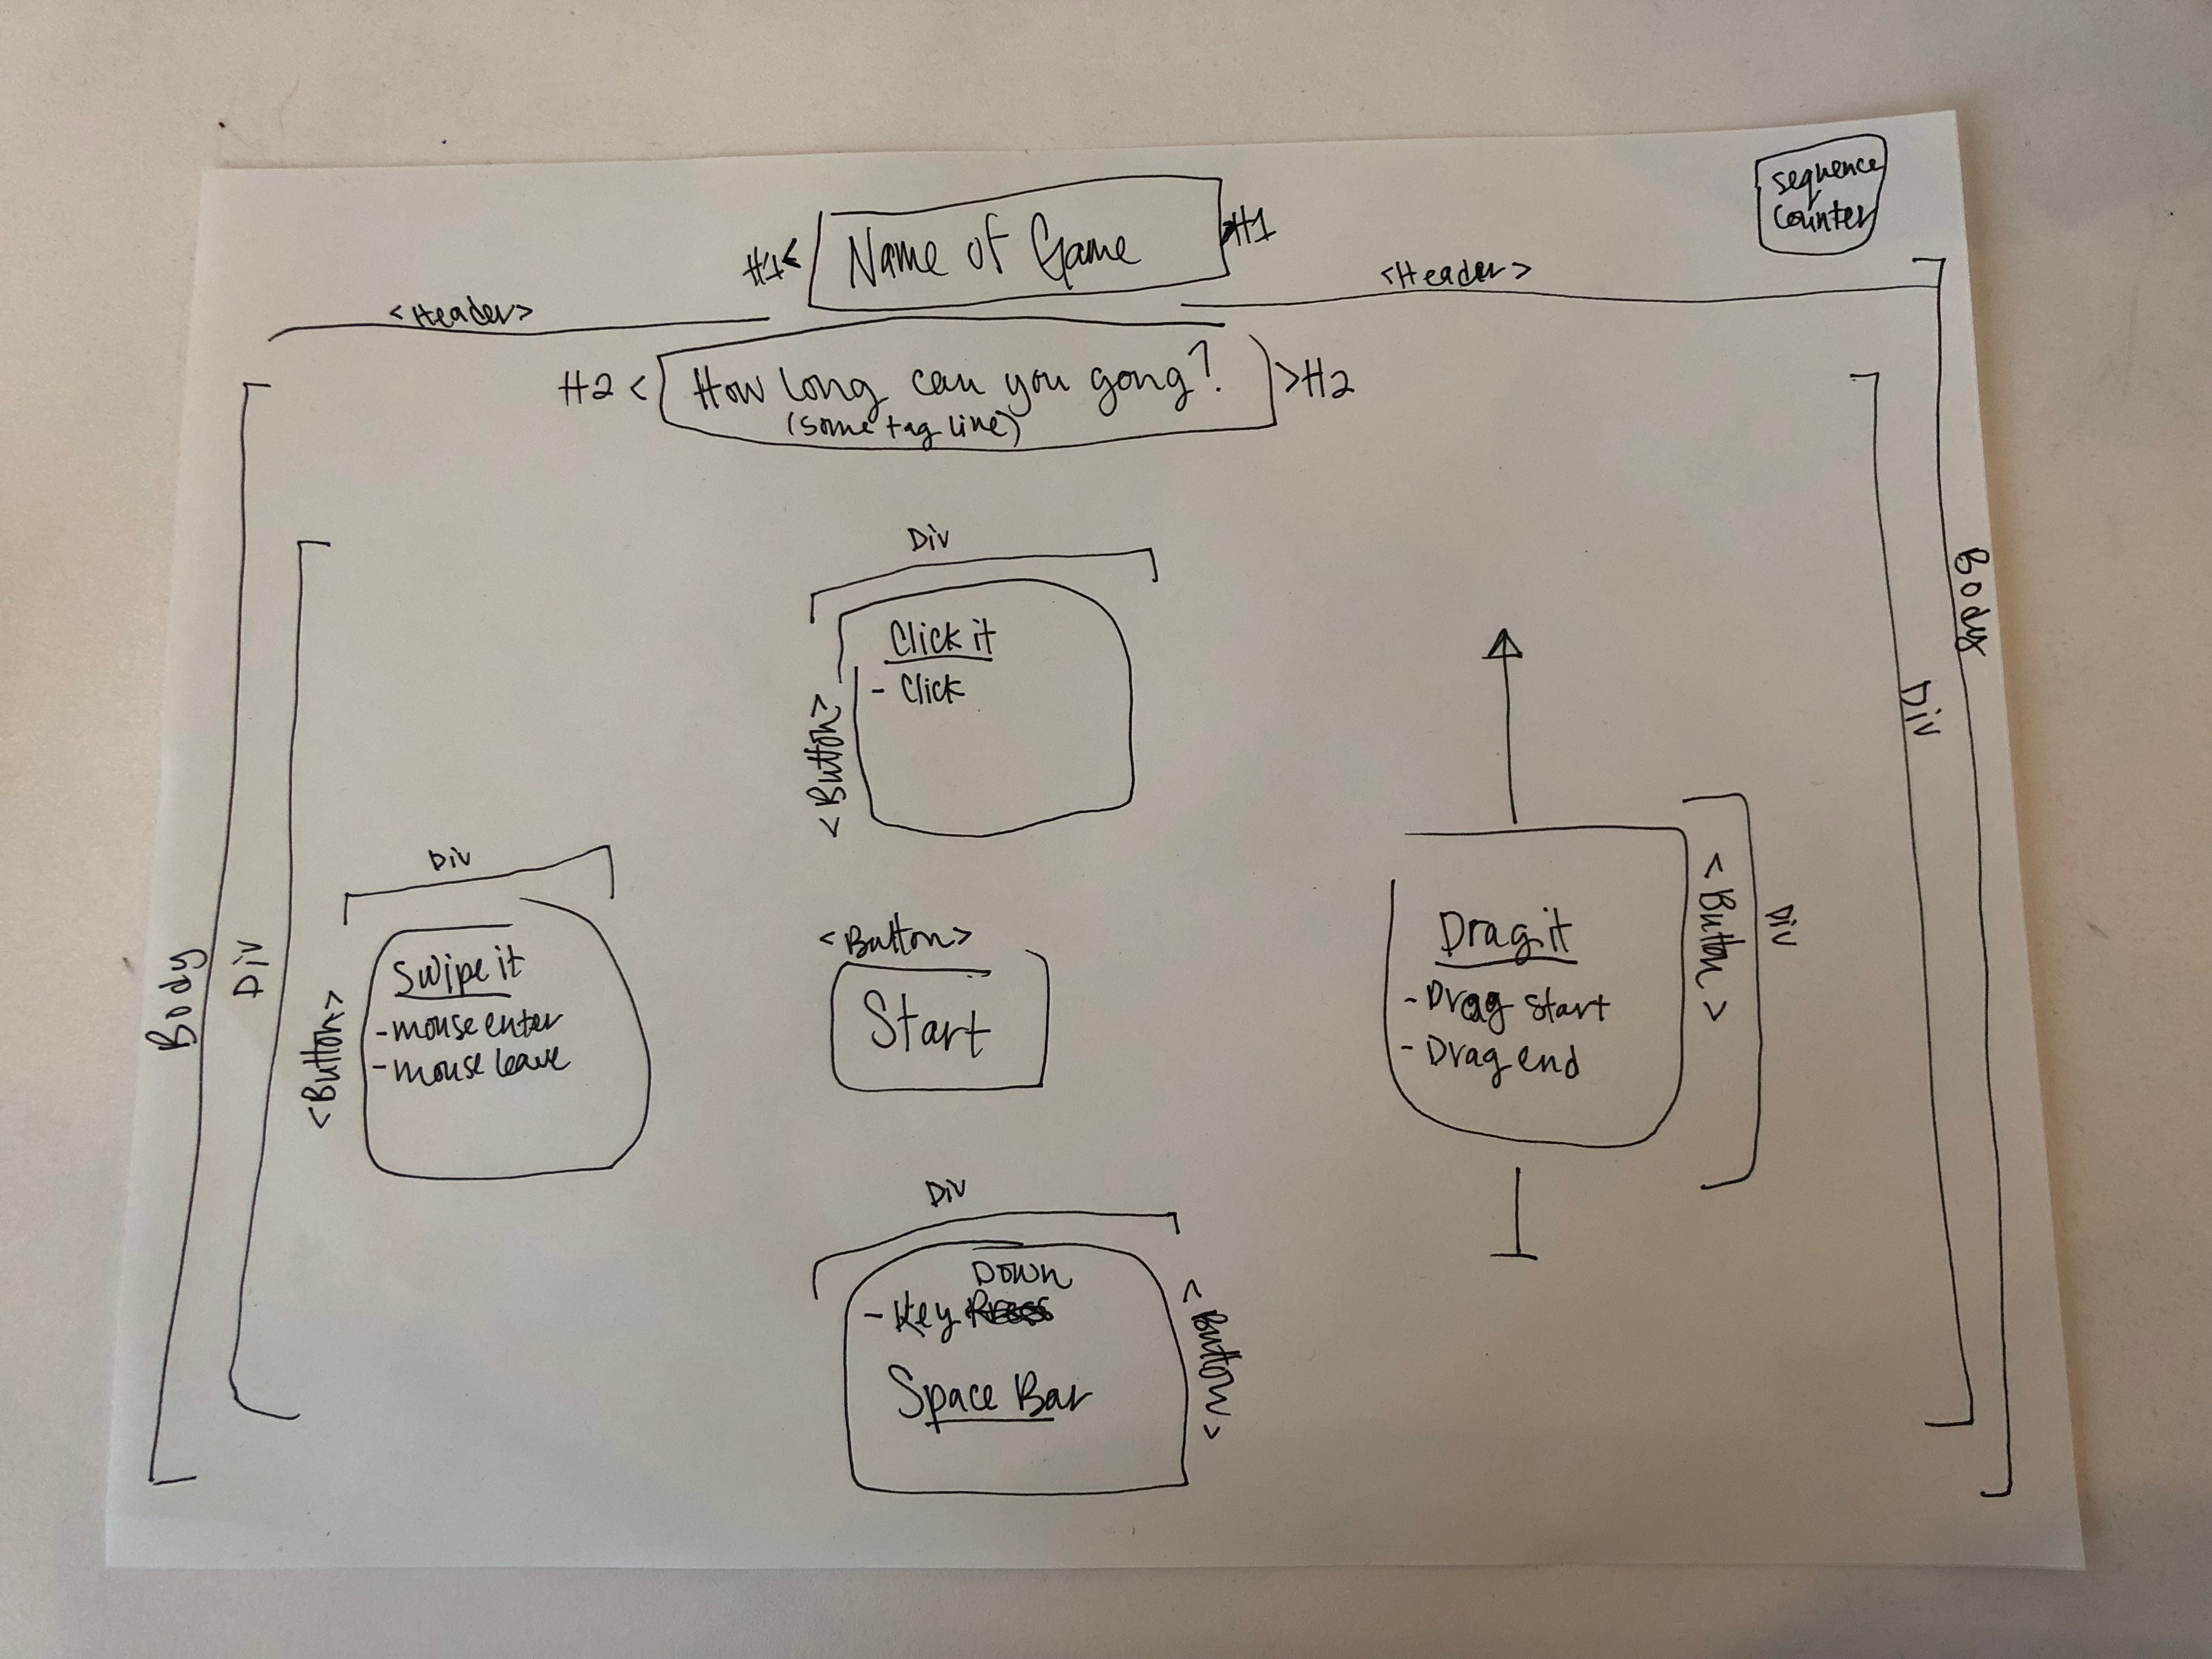 sequence
counter
H1<
Name of Game
H1
<Header>
<Header>
H2 <
How long can you gong?
(some tag line)
>H2
Body
Div
Div
<Button>
Click it
- Click
Div
<Button>
Swipe it
- mouse enter
- mouse leave
<Button>
Start
Drag it
- Drag start
- Drag end
<Button>
Div
Div
Down
- Key
Space Bar
<Button>
Div
Body